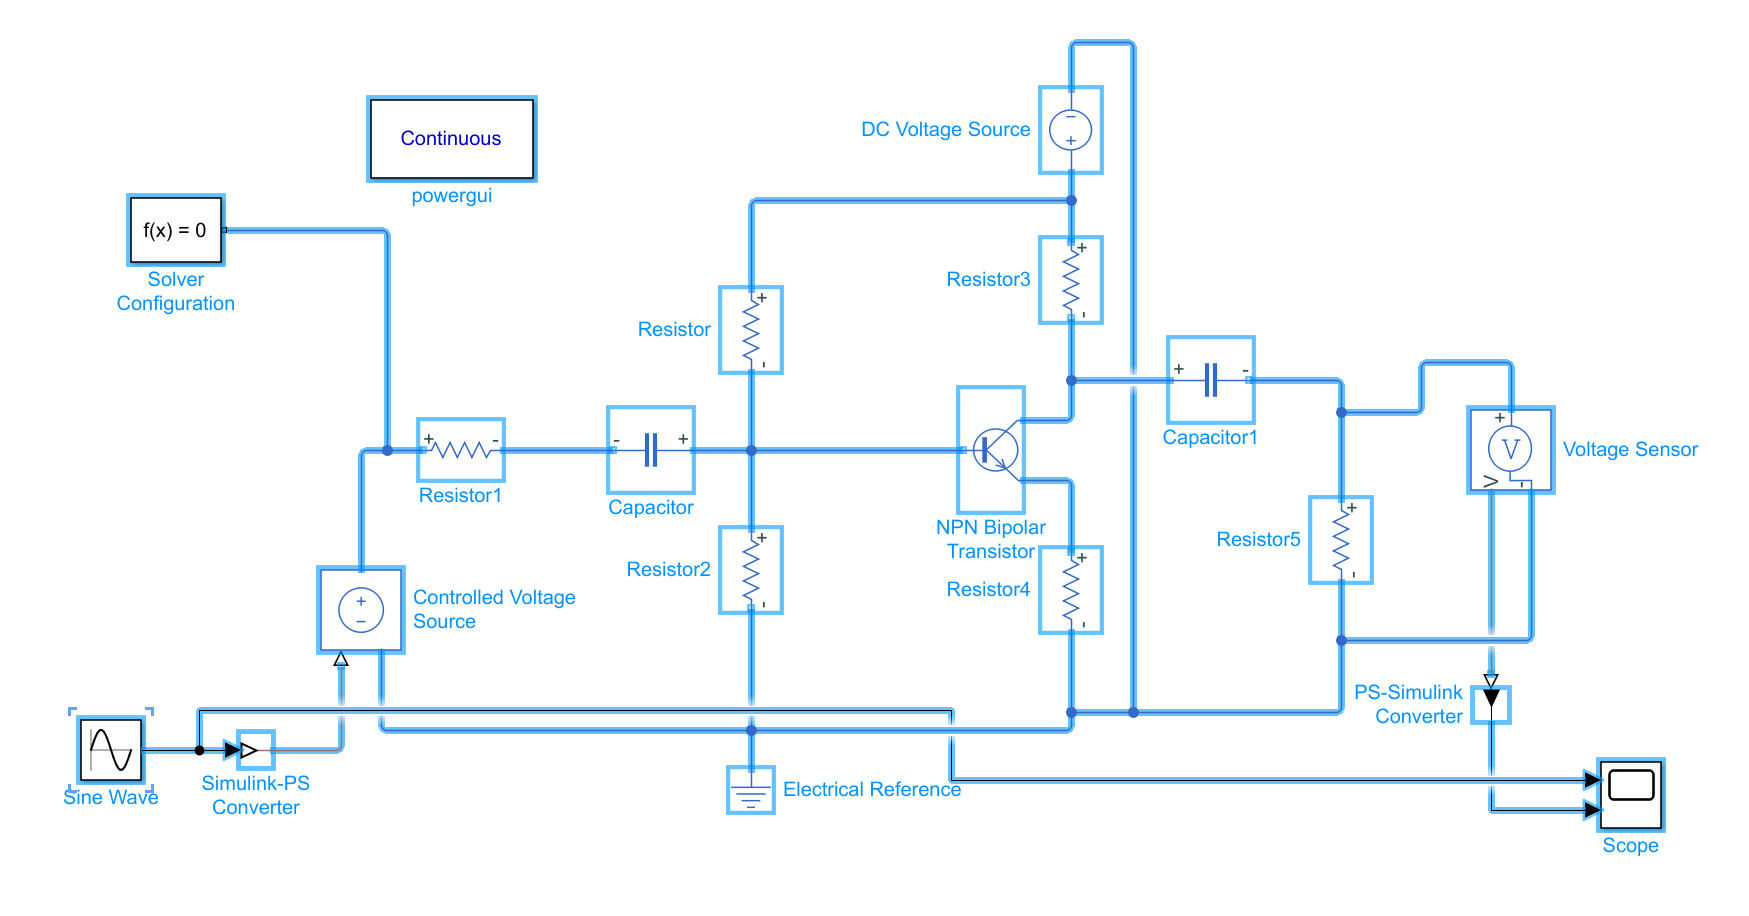 DC Voltage Source
Continuous
powergui
f(x) = 0
Solver
Configuration
Resistor3
Resistor
Capacitor1
Voltage Sensor
V
>
Resistor1
Capacitor
NPN Bipolar
Transistor
Resistor2
Resistor4
Resistor5
Controlled Voltage
Source
PS-Simulink
Converter
Sine Wave
Simulink-PS
Converter
Electrical Reference
Scope